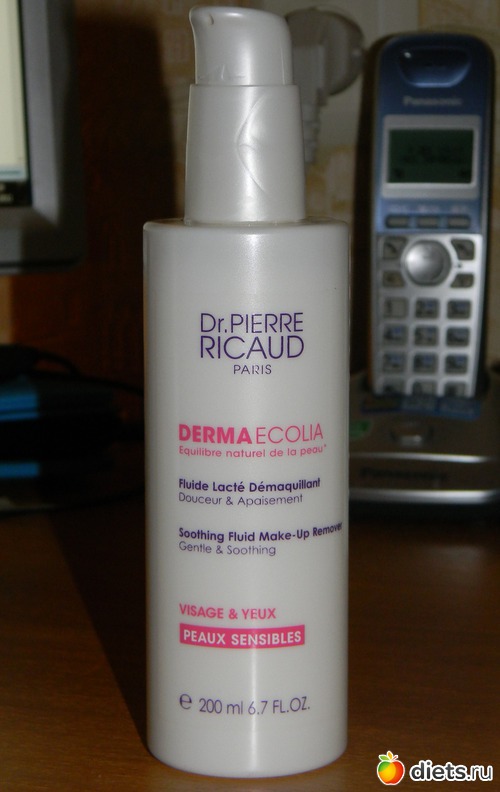 Panasonic
Dr.PIERRE
RICAUD
PARIS
DERMAECOLIA
Equilibre naturel de la peau*
Fluide Lacté Démaquillant
Douceur & Apaisement
Soothing Fluid Make-Up Remover
Gentle & Soothing
VISAGE & YEUX
PEAUX SENSIBLES
e 200 ml 6.7 FL.OZ.
Panasonic
diets.ru